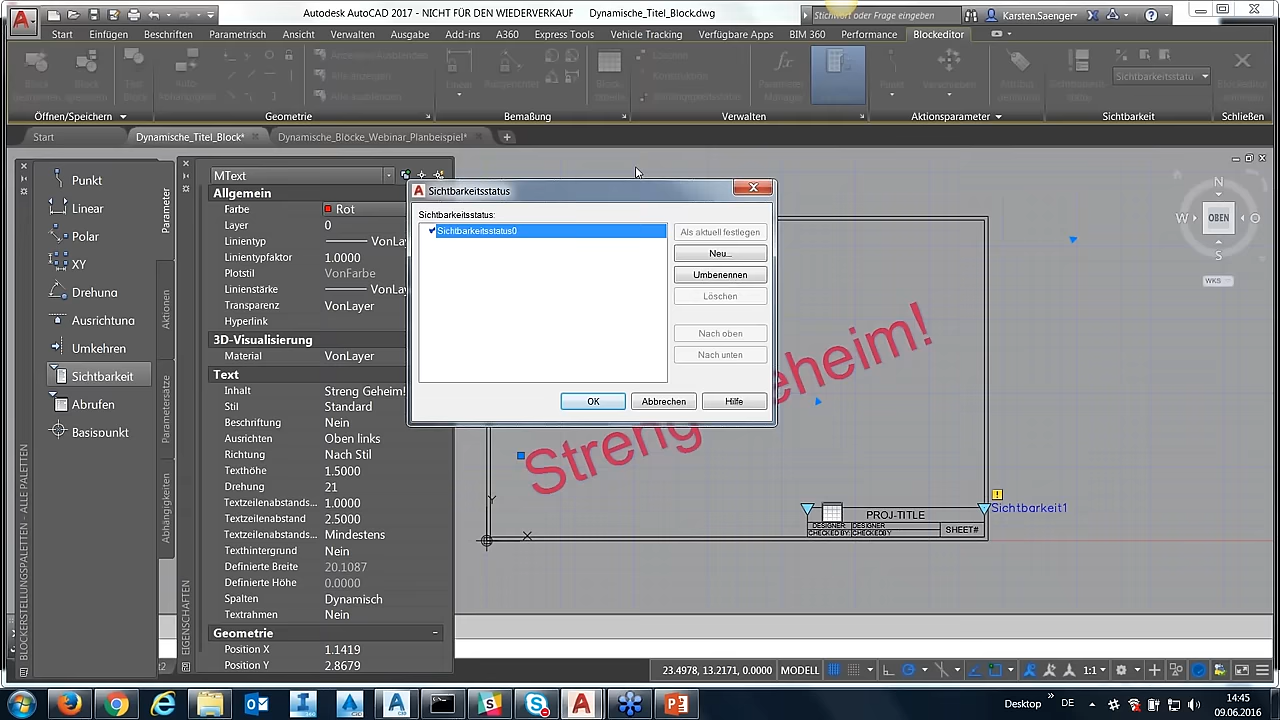 Autodesk AutoCAD 2017 - NICHT FÜR DEN WIEDERVERKAUF Dynamische_Titel_Block.dwg
Stichwort oder Frage eingeben
Karsten.Saenger
Start Einfügen Beschriften Parametrisch Ansicht Verwalten Ausgabe Add-ins A360 Express Tools Vehicle Tracking Verfügbare Apps BIM 360 Performance Blockeditor
Sichtbarkeitsstatu
Öffnen/Speichern Geometrie Bemaßung Verwalten Aktionsparameter Sichtbarkeit Schließen
Start Dynamische_Titel_Block* Dynamische_Blöcke_Webinar_Planbeispiel*
Punkt
Linear
Polar
XY
Drehung
Ausrichtung
Umkehren
Sichtbarkeit
Abrufen
Basispunkt
Parameter
Aktionen
Parametersätze
Abhängigkeiten
BLOCKERSTELLUNGSPALETTEN - ALLE PALETTEN
EIGENSCHAFTEN
MText
Allgemein
Farbe Rot
Layer 0
Linientyp VonLay
Linientypfaktor 1.0000
Plotstil VonFarbe
Linienstärke VonLay
Transparenz VonLayer
Hyperlink
3D-Visualisierung
Material VonLayer
Text
Inhalt Streng Geheim!
Stil Standard
Beschriftung Nein
Ausrichten Oben links
Richtung Nach Stil
Texthöhe 1.5000
Drehung 21
Textzeilenabstands... 1.0000
Textzeilenabstand 2.5000
Textzeilenabstands... Mindestens
Texthintergrund Nein
Definierte Breite 20.1087
Definierte Höhe 0.0000
Spalten Dynamisch
Textrahmen Nein
Geometrie
Position X 1.1419
Position Y 2.8679
Sichtbarkeitsstatus
Sichtbarkeitsstatus:
Sichtbarkeitsstatus0
Als aktuell festlegen
Neu...
Umbenennen
Löschen
Nach oben
Nach unten
OK Abbrechen Hilfe
Streng Geheim!
Y
X
PROJ-TITLE
DESIGNER DESIGNER
CHECKED BY: CHECKED BY
SHEET#
Sichtbarkeit1
N
W OBEN O
S
WKS
23.4978, 13.2171, 0.0000 MODELL 1:1
Desktop DE 14:45
09.06.2016